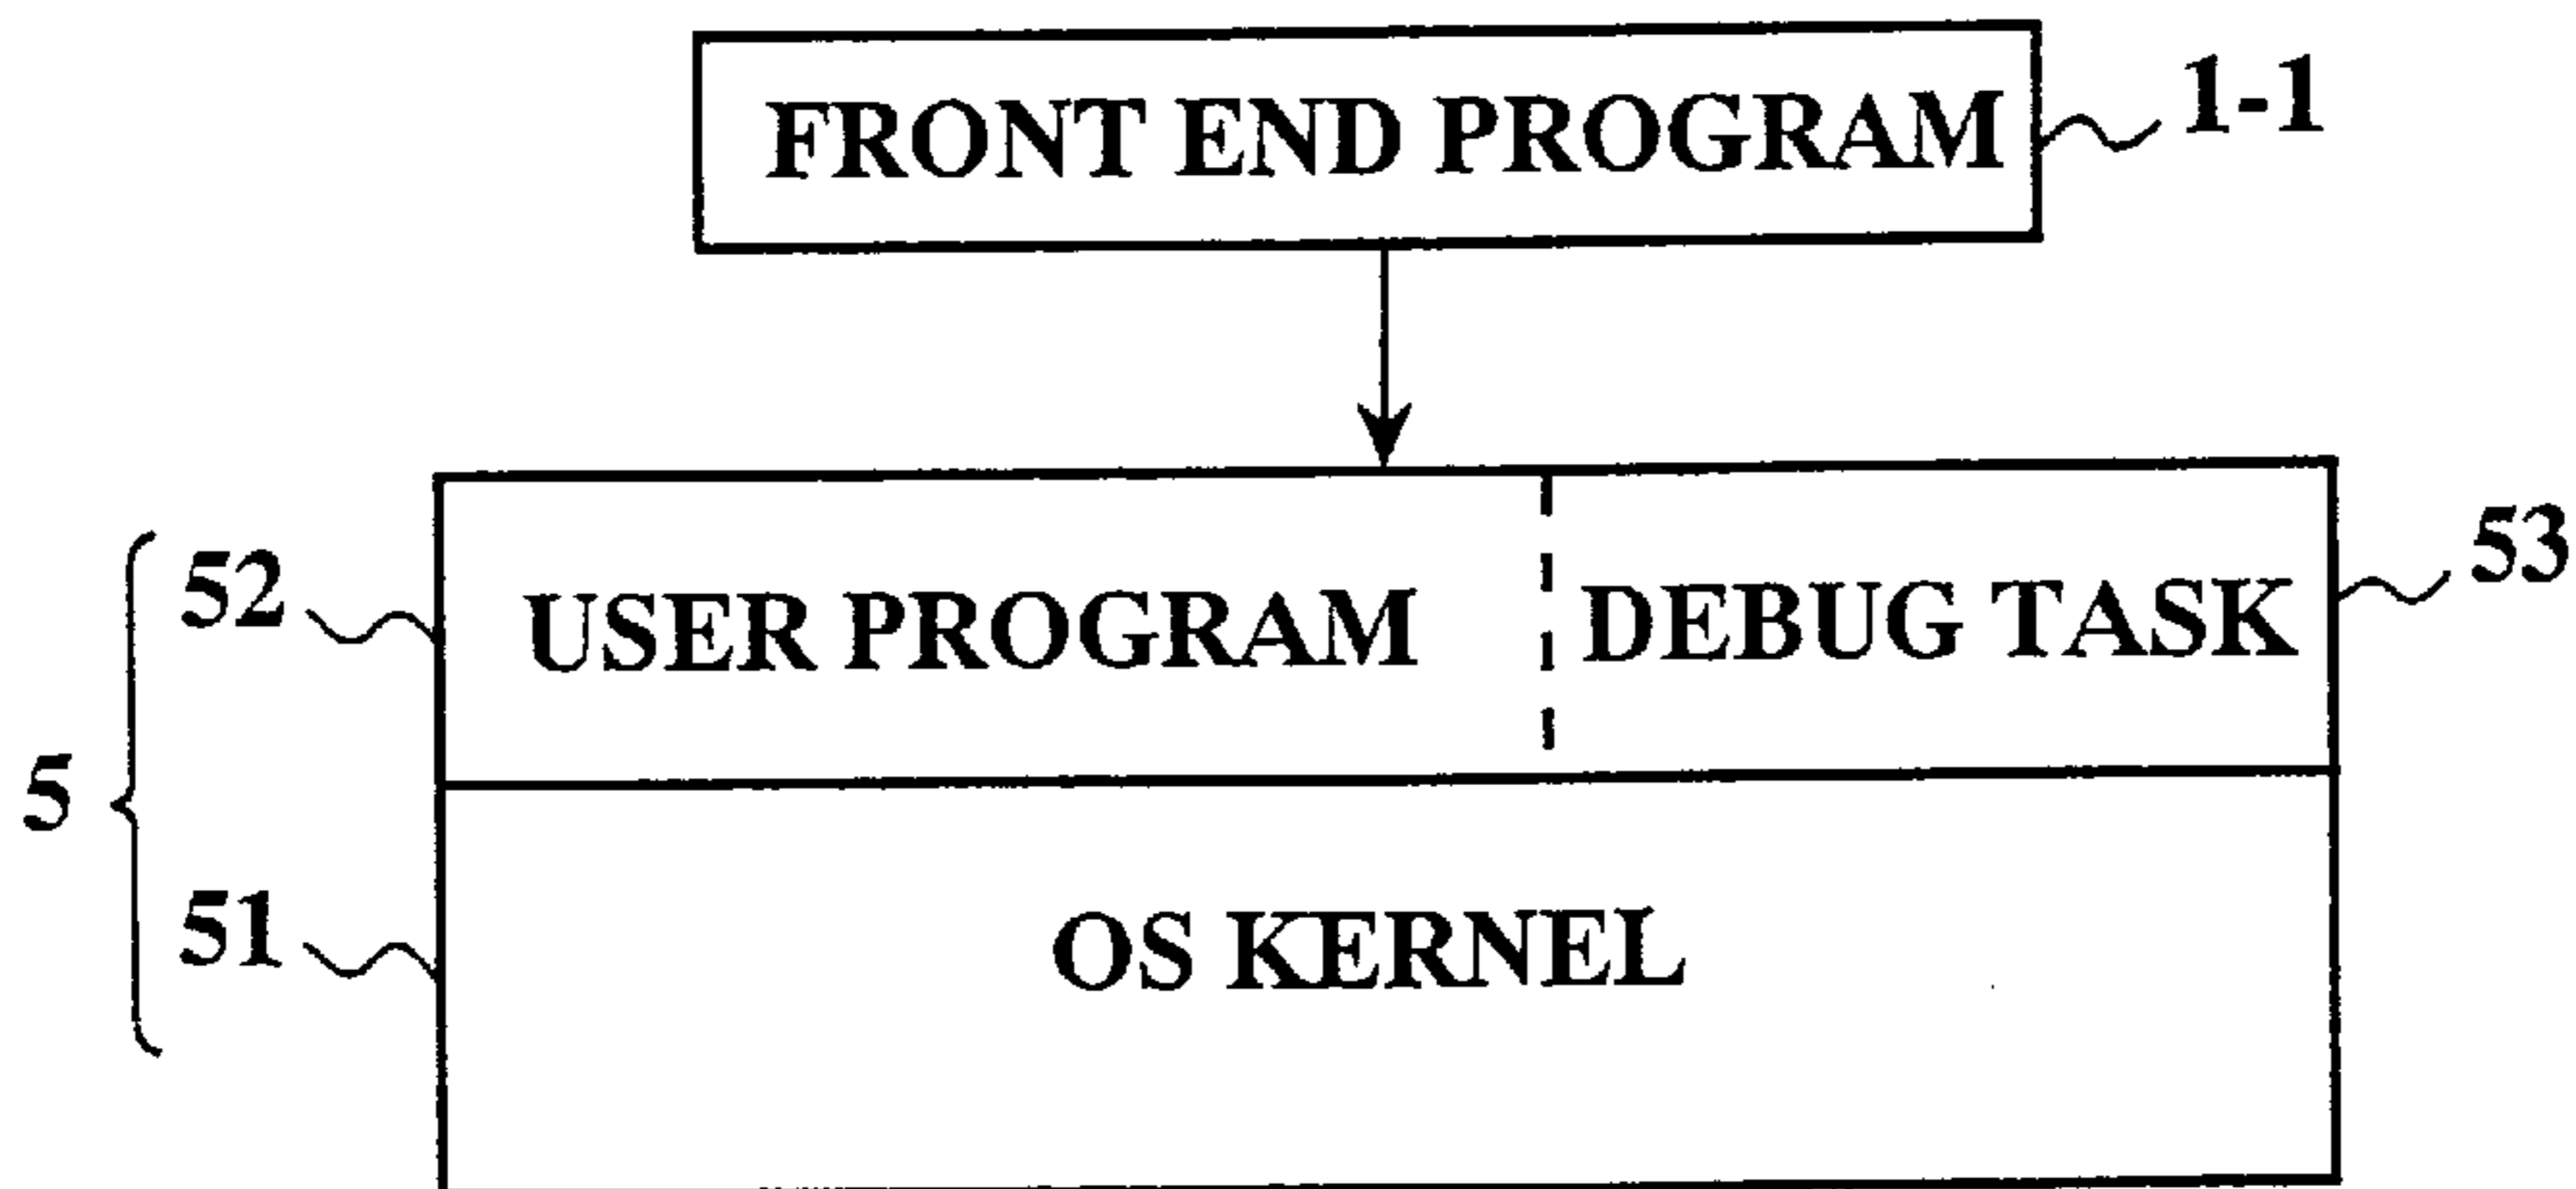 FRONT END PROGRAM 1-1
52 USER PROGRAM DEBUG TASK 53
5
51 OS KERNEL